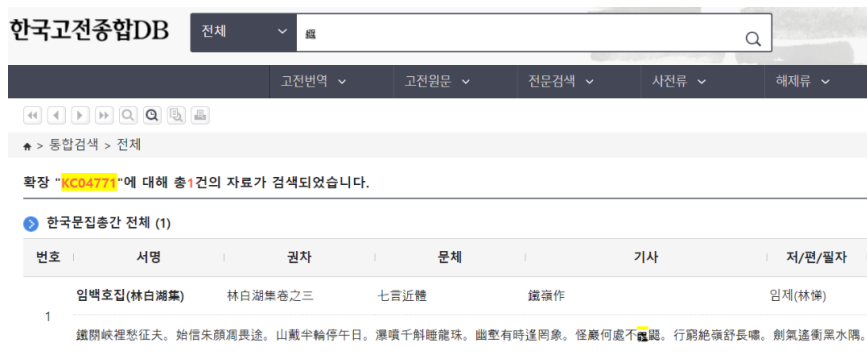 한국고전종합DB 전체
고전번역 고전원문 전문검색 사전류 해제류
> 통합검색 > 전체
확장 "KC04771"에 대해 총1건의 자료가 검색되었습니다.
한국문집총간 전체 (1)
번호 서명 권차 문체 기사 저/편/필자
임백호집(林白湖集) 林白湖集卷之三 七言近體 鐵嶺作 임제(林悌)
1
鐵關峽裡愁征夫。始信朱顔凋畏途。山戴半輪停午日。瀑噴千斛睡龍珠。幽壑有時逢罔象。怪巖何處不鼯。行窮絶嶺舒長嘯。劍氣遙衝黑水隅。